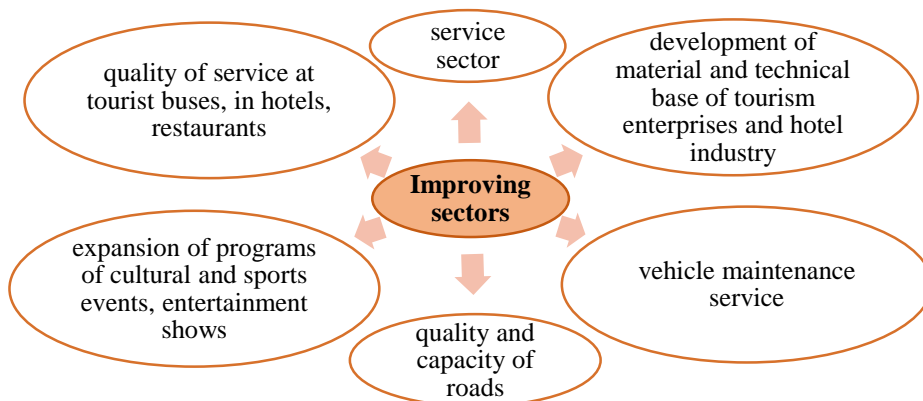 service
sector
quality of service at
tourist buses, in hotels,
restaurants
development of
material and technical
base of tourism
enterprises and hotel
industry
Improving
sectors
expansion of programs
of cultural and sports
events, entertainment
shows
vehicle maintenance
service
quality and
capacity of
roads